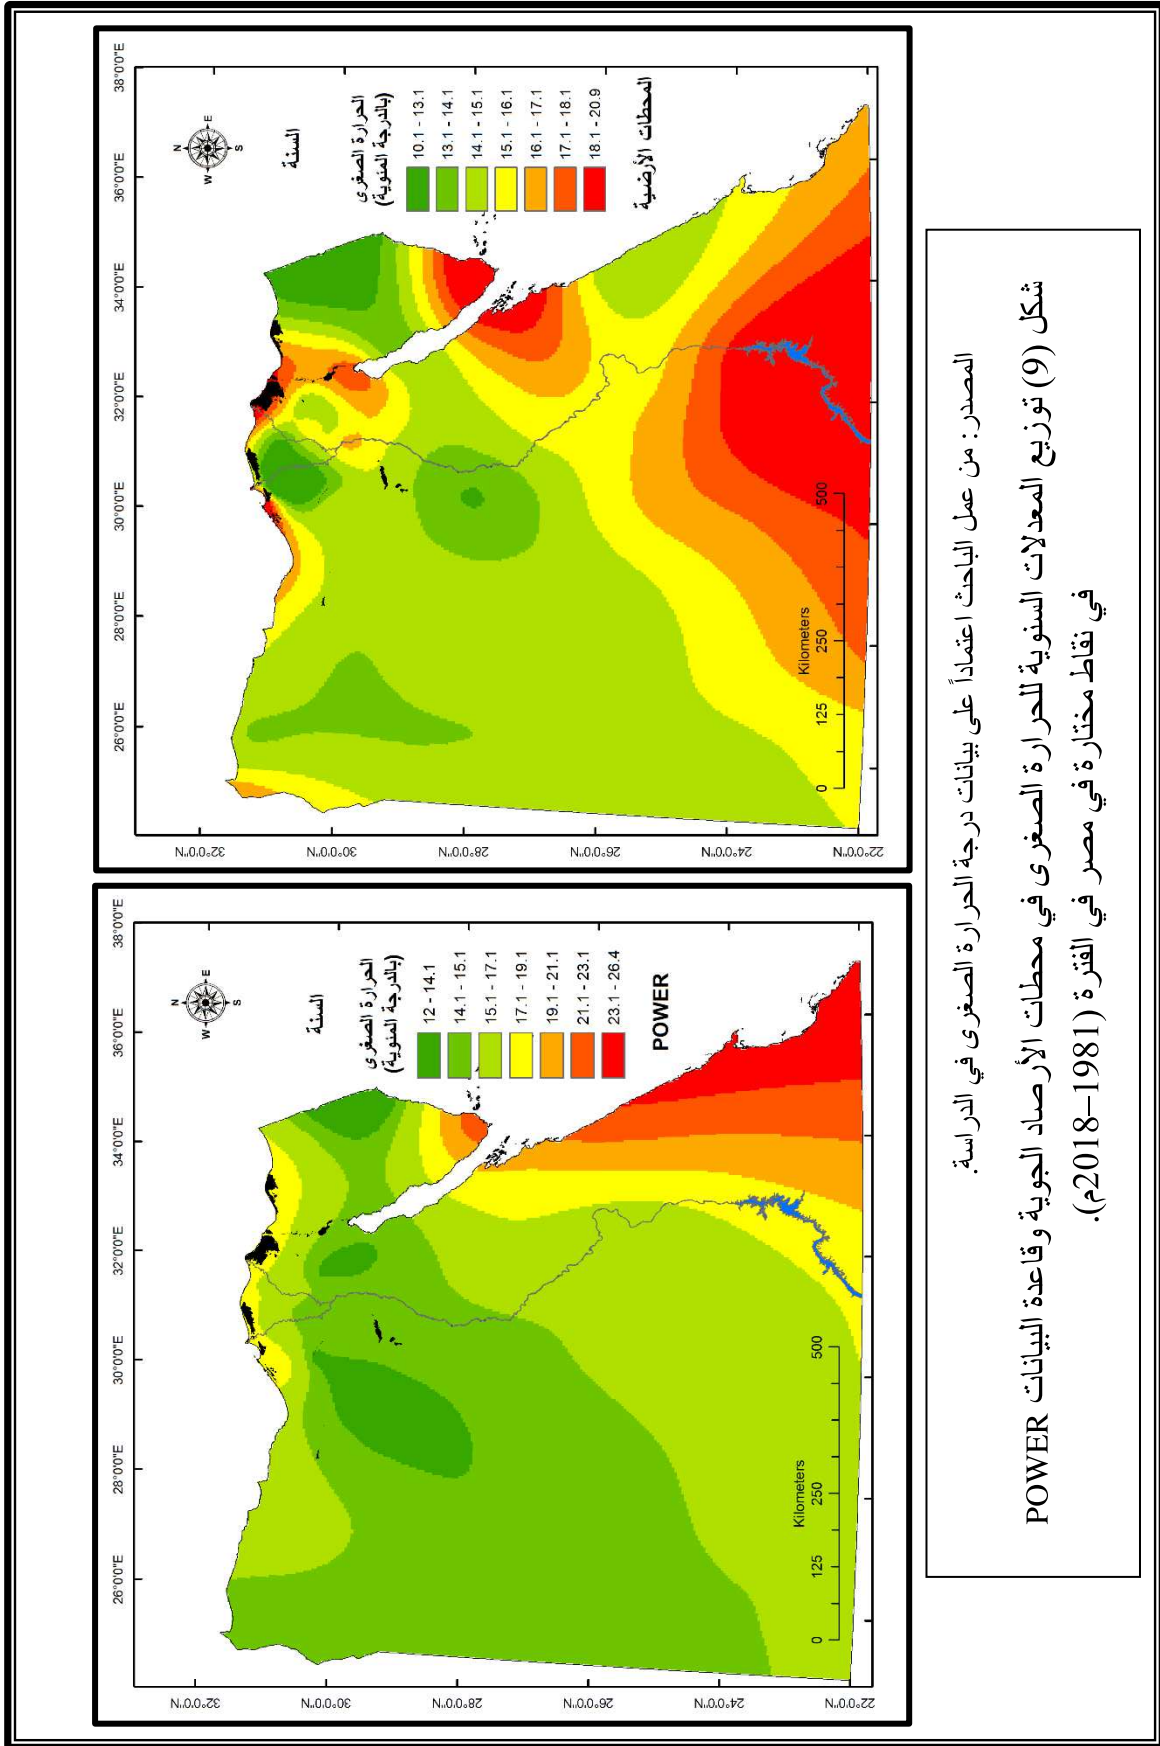 38°0'0"E
36°0'0"E
34°0'0"E
32°0'0"E
30°0'0"E
28°0'0"E
26°0'0"E
32°0'0"N
30°0'0"N
28°0'0"N
26°0'0"N
24°0'0"N
22°0'0"N
N
E
S
W
السنة
الحرارة الصغرى
(بالدرجة المئوية)
12 - 14.1
14.1 - 15.1
15.1 - 17.1
17.1 - 19.1
19.1 - 21.1
21.1 - 23.1
23.1 - 26.4
POWER
Kilometers
0 125 250 500
38°0'0"E
36°0'0"E
34°0'0"E
32°0'0"E
30°0'0"E
28°0'0"E
26°0'0"E
32°0'0"N
30°0'0"N
28°0'0"N
26°0'0"N
24°0'0"N
22°0'0"N
N
E
S
W
السنة
الحرارة الصغرى
(بالدرجة المئوية)
10.1 - 13.1
13.1 - 14.1
14.1 - 15.1
15.1 - 16.1
16.1 - 17.1
17.1 - 18.1
18.1 - 20.9
المحطات الأرضية
Kilometers
0 125 250 500
المصدر: من عمل الباحث اعتماداً على بيانات درجة الحرارة الصغرى في الدراسة.
شكل (9) توزيع المعدلات السنوية للحرارة الصغرى في محطات الأرصاد الجوية وقاعدة البيانات POWER
في نقاط مختارة في مصر في الفترة (1981–2018م).